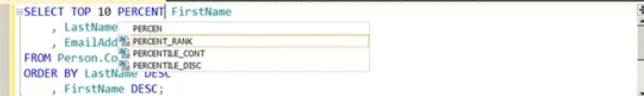 SELECT TOP 10 PERCENT FirstName
, LastName
PERCEN
, EmailAdd
PERCENT_RANK
PERCENTILE_CONT
FROM Person.Co
PERCENTILE_DISC
ORDER BY LastName DESC
, FirstName DESC;